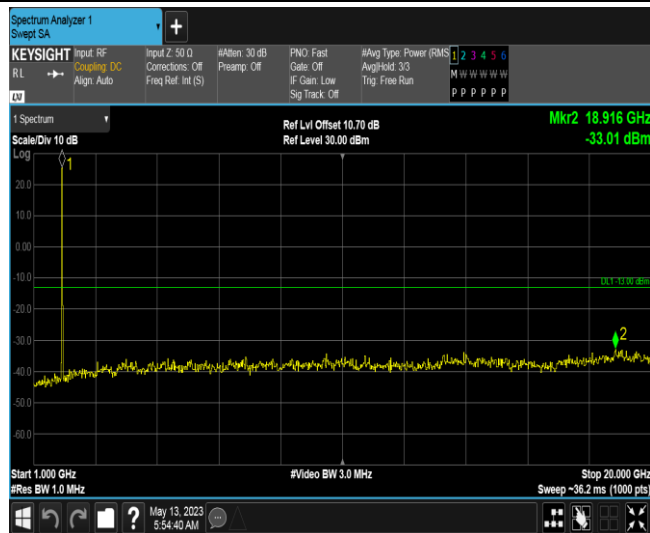 Spectrum Analyzer 1
Swept SA
+
KEYSIGHT
RL
LXI
Input: RF
Coupling: DC
Align: Auto
Input Z: 50 Ω
Corrections: Off
Freq Ref: Int (S)
#Atten: 30 dB
Preamp: Off
PNO: Fast
Gate: Off
IF Gain: Low
Sig Track: Off
#Avg Type: Power (RMS
Avg|Hold: 3/3
Trig: Free Run
1 2 3 4 5 6
M W W W W W
P P P P P P
1 Spectrum
Scale/Div 10 dB
Log
Ref Lvl Offset 10.70 dB
Ref Level 30.00 dBm
Mkr2 18.916 GHz
-33.01 dBm
1
20.0
10.0
0.00
-10.0
DL1 -13.00 dBm
-20.0
-30.0
2
-40.0
-50.0
-60.0
Start 1.000 GHz
#Res BW 1.0 MHz
#Video BW 3.0 MHz
Stop 20.000 GHz
Sweep ~36.2 ms (1000 pts)
?
May 13, 2023
5:54:40 AM